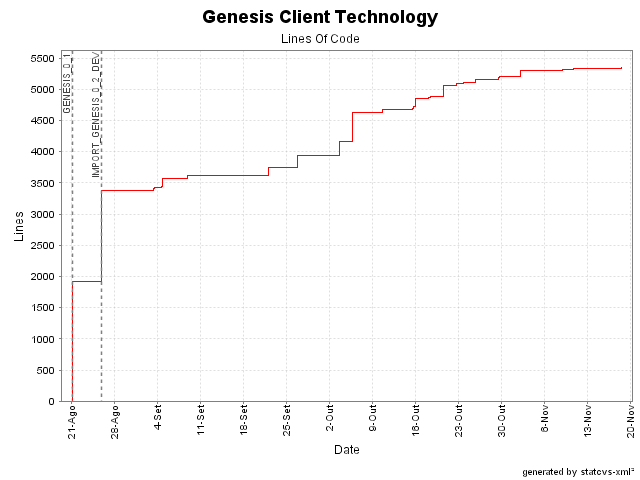 Genesis Client Technology
Lines Of Code
GENESIS_0_1
IMPORT_GENESIS_0_2_DEV
Lines
5500
5000
4500
4000
3500
3000
2500
2000
1500
1000
500
0
21-Ago
28-Ago
4-Set
11-Set
18-Set
25-Set
2-Out
9-Out
16-Out
23-Out
30-Out
6-Nov
13-Nov
20-Nov
Date
generated by statcvs-xml²